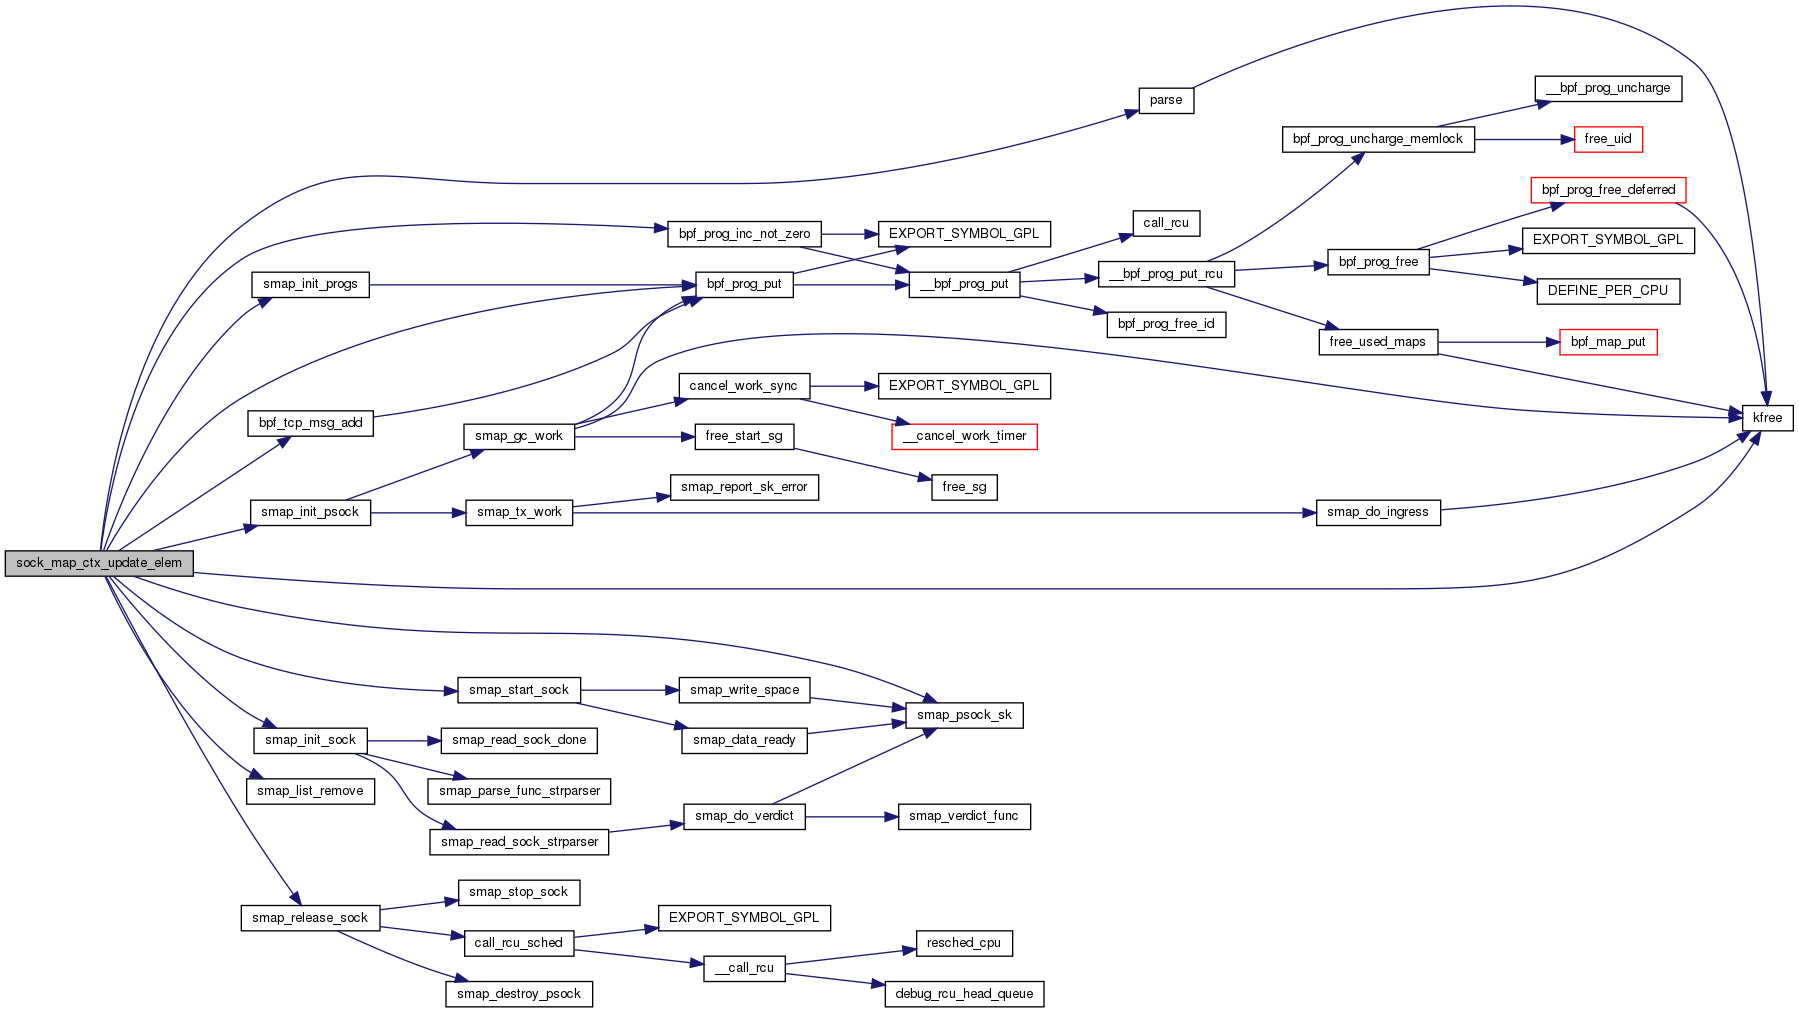 __bpf_prog_uncharge
parse
bpf_prog_uncharge_memlock
free_uid
bpf_prog_free_deferred
call_rcu
bpf_prog_inc_not_zero
EXPORT_SYMBOL_GPL
EXPORT_SYMBOL_GPL
bpf_prog_free
__bpf_prog_put_rcu
smap_init_progs
bpf_prog_put
__bpf_prog_put
DEFINE_PER_CPU
bpf_prog_free_id
free_used_maps
bpf_map_put
cancel_work_sync
EXPORT_SYMBOL_GPL
kfree
bpf_tcp_msg_add
smap_gc_work
free_start_sg
__cancel_work_timer
smap_report_sk_error
free_sg
smap_init_psock
smap_tx_work
smap_do_ingress
sock_map_ctx_update_elem
smap_start_sock
smap_write_space
smap_psock_sk
smap_init_sock
smap_read_sock_done
smap_data_ready
smap_list_remove
smap_parse_func_strparser
smap_do_verdict
smap_verdict_func
smap_read_sock_strparser
smap_stop_sock
smap_release_sock
EXPORT_SYMBOL_GPL
call_rcu_sched
resched_cpu
__call_rcu
smap_destroy_psock
debug_rcu_head_queue